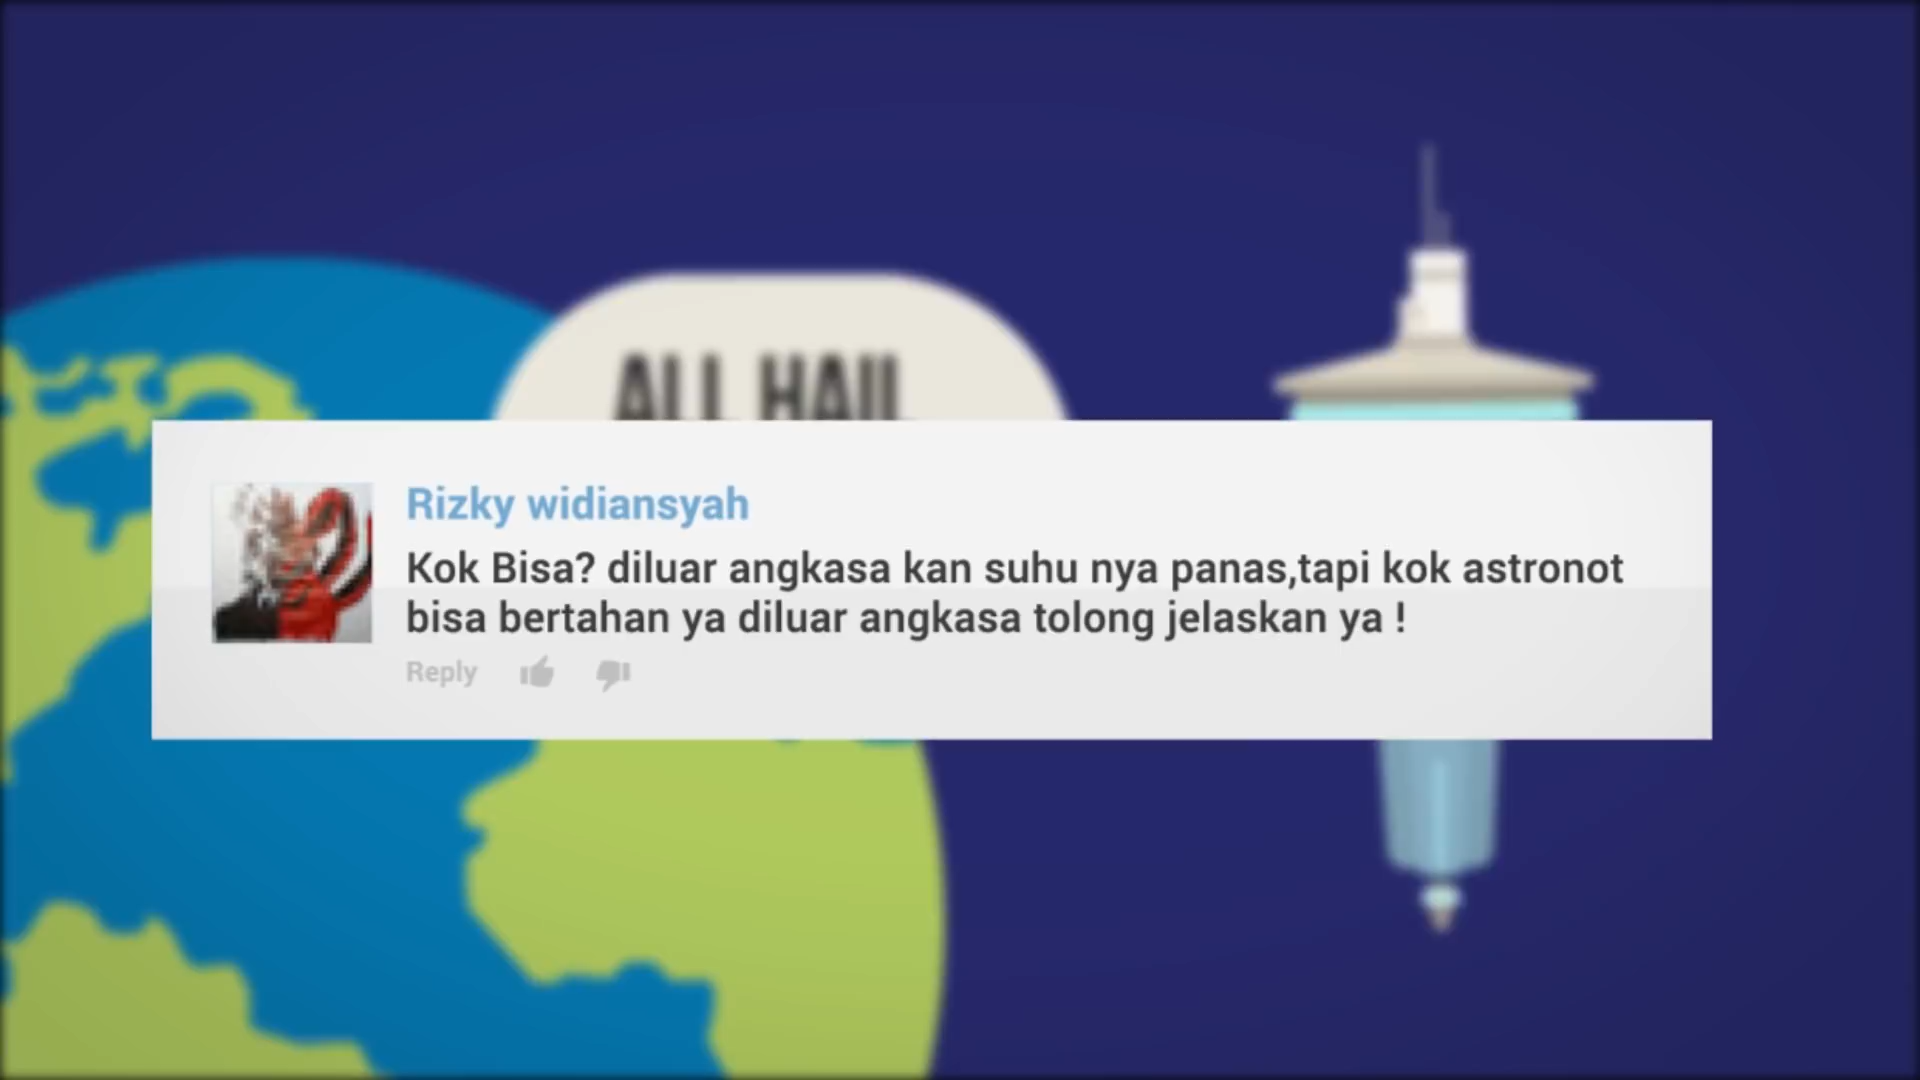 ALL HAIL
Rizky widiansyah
Kok Bisa? diluar angkasa kan suhu nya panas,tapi kok astronot
bisa bertahan ya diluar angkasa tolong jelaskan ya !
Reply